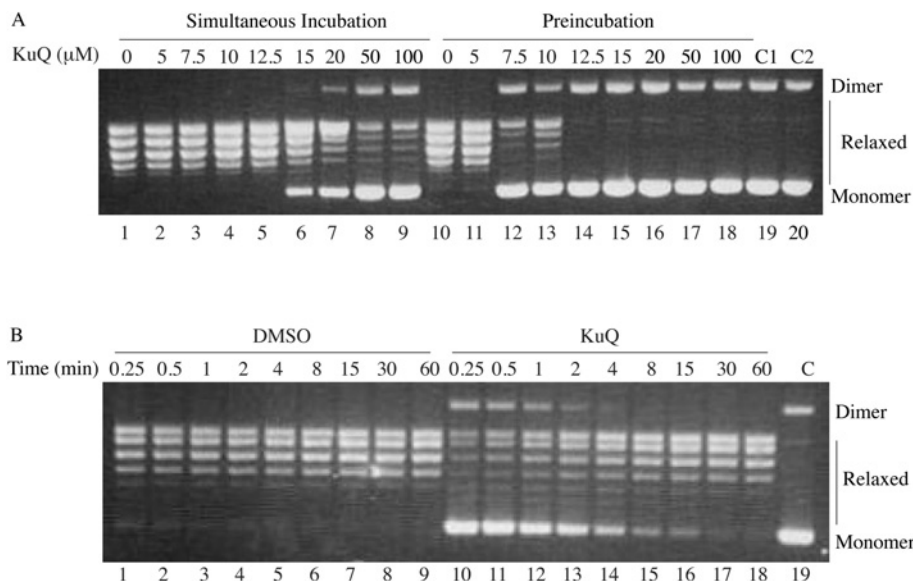 A
Simultaneous Incubation Preincubation
KuQ (μM) 0 5 7.5 10 12.5 15 20 50 100 0 5 7.5 10 12.5 15 20 50 100 C1 C2
Dimer
Relaxed
Monomer
1 2 3 4 5 6 7 8 9 10 11 12 13 14 15 16 17 18 19 20
B
DMSO KuQ
Time (min) 0.25 0.5 1 2 4 8 15 30 60 0.25 0.5 1 2 4 8 15 30 60 C
Dimer
Relaxed
Monomer
1 2 3 4 5 6 7 8 9 10 11 12 13 14 15 16 17 18 19